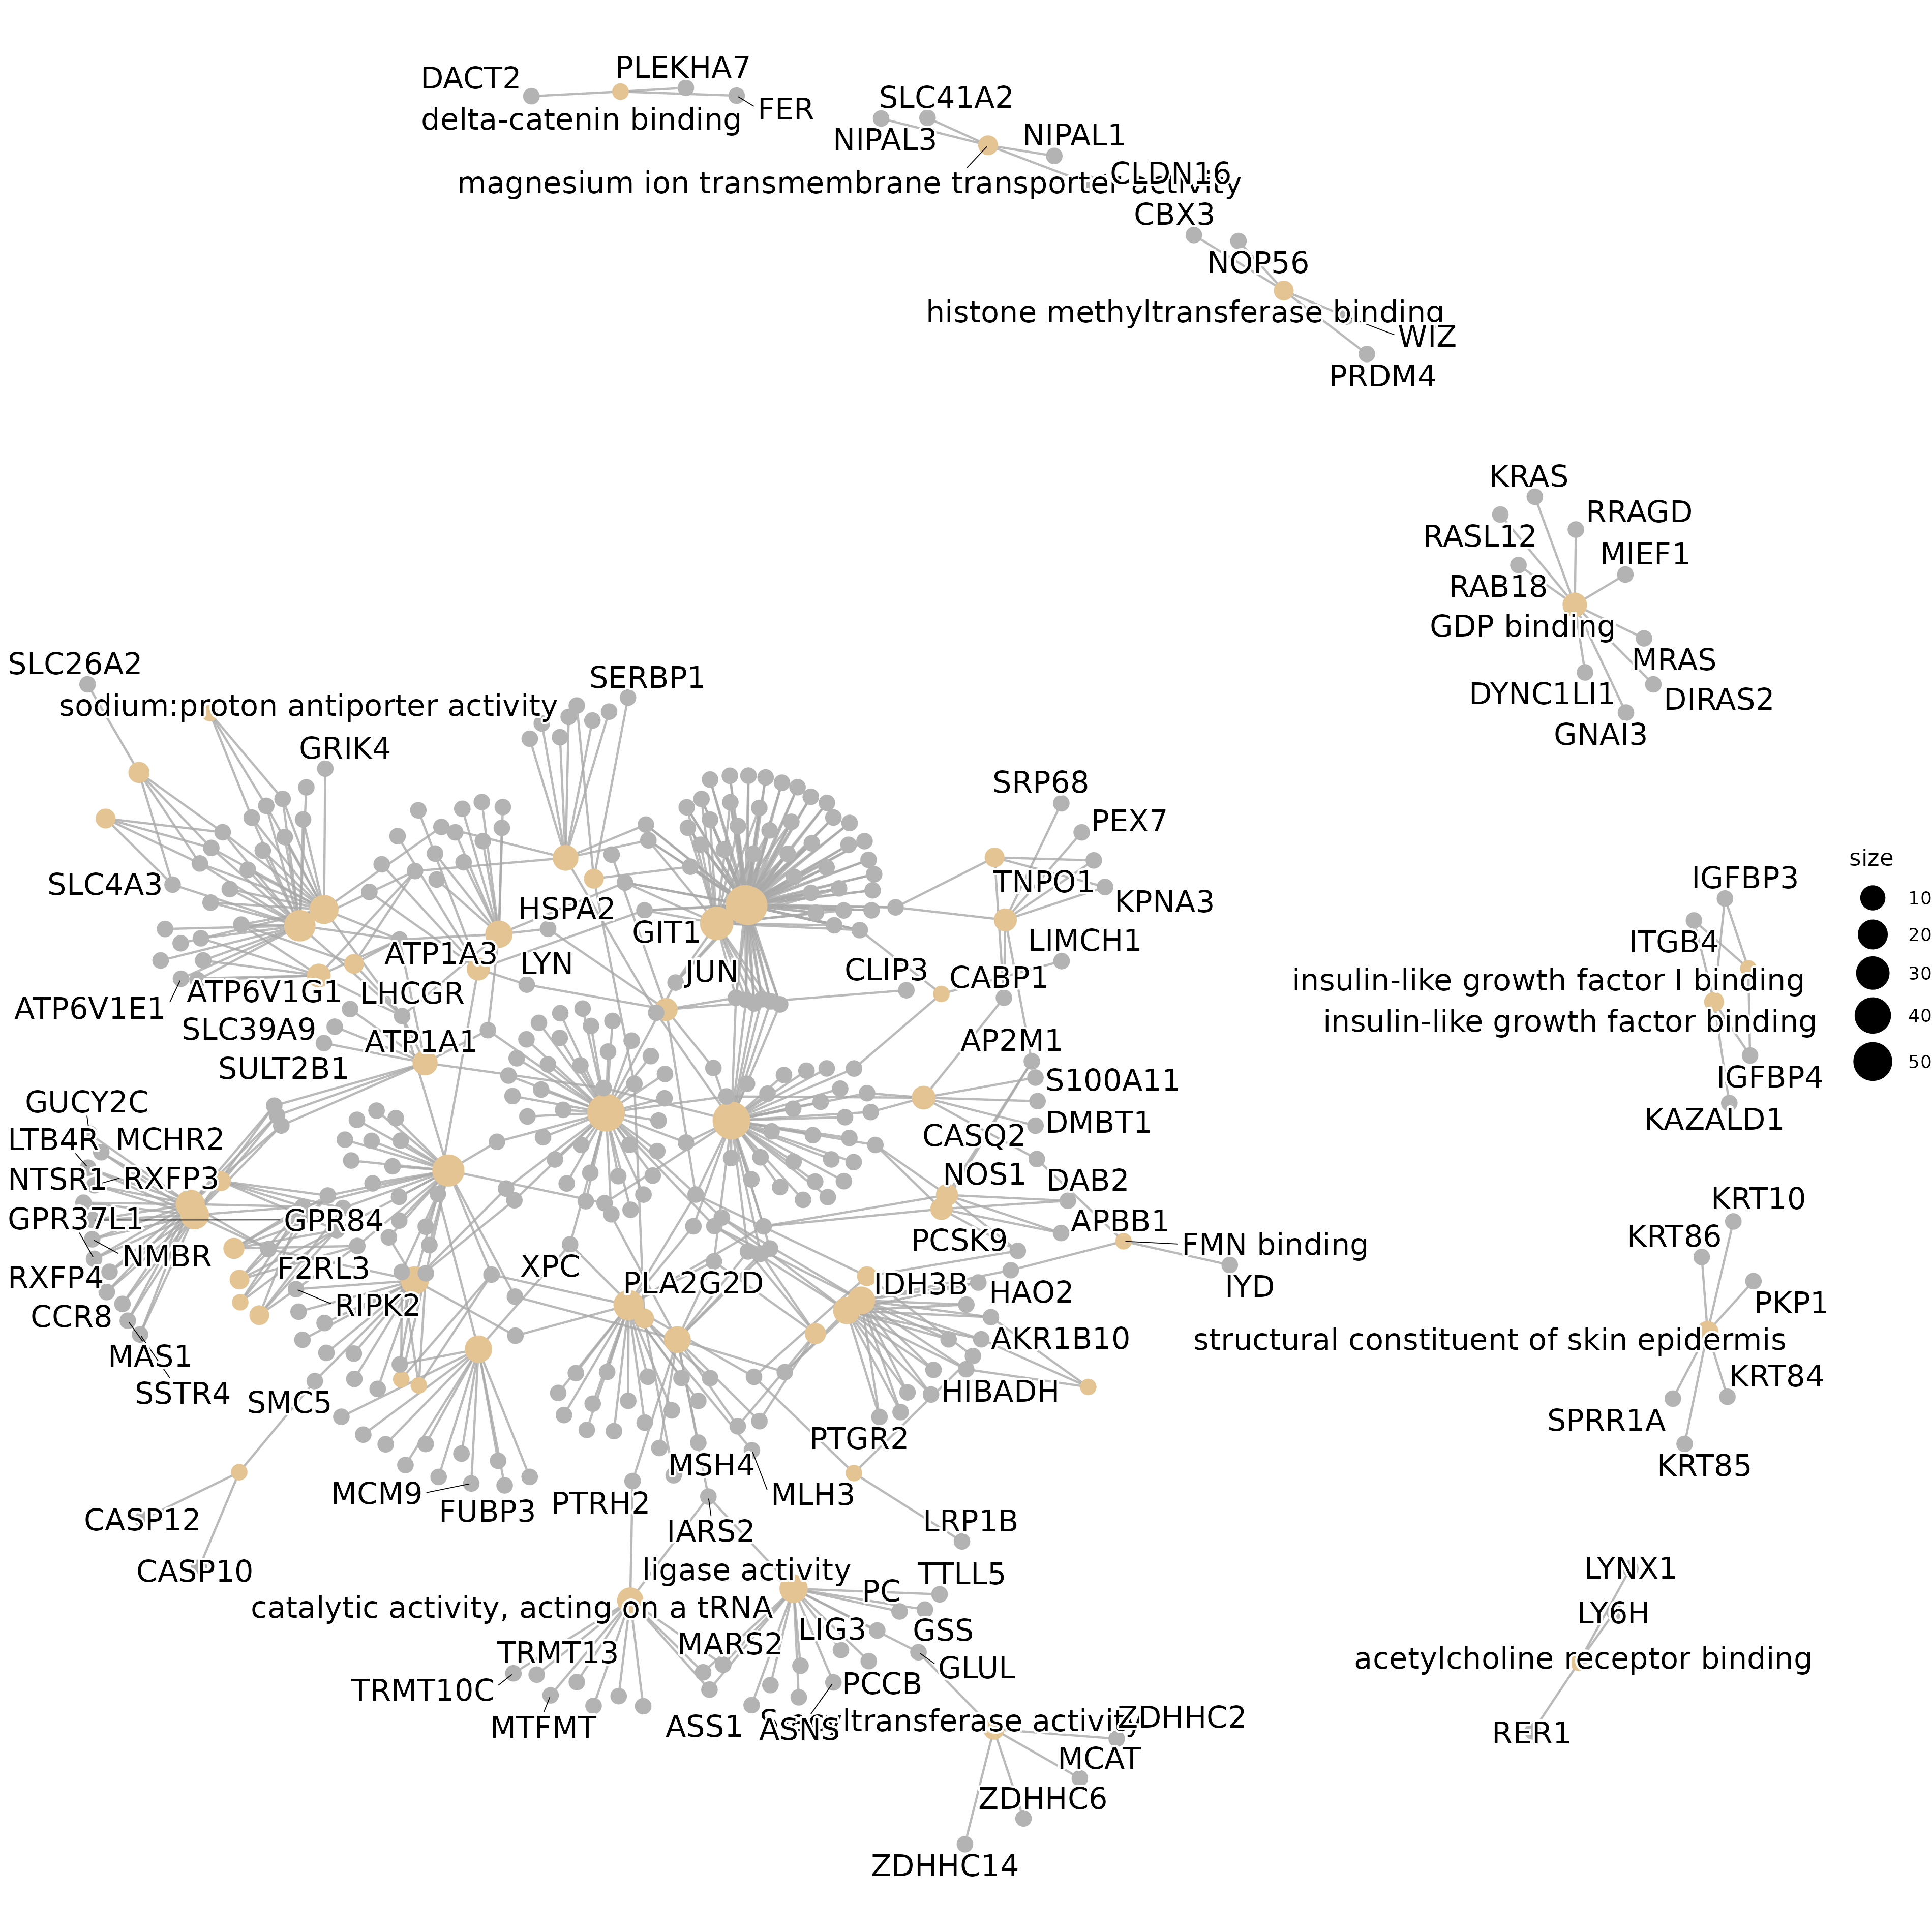 PLEKHA7
DACT2
FER
delta-catenin binding
SLC41A2
NIPAL3
NIPAL1
CLDN16
magnesium ion transmembrane transporter activity
CBX3
NOP56
histone methyltransferase binding
WIZ
PRDM4
KRAS
RRAGD
RASL12
MIEF1
RAB18
GDP binding
MRAS
DYNC1LI1
DIRAS2
GNAI3
SLC26A2
SERBP1
sodium:proton antiporter activity
GRIK4
SRP68
PEX7
SLC4A3
TNPO1
KPNA3
HSPA2
GIT1
LIMCH1
ATP1A3
LYN
JUN
CLIP3
CABP1
ATP6V1G1
LHCGR
ATP6V1E1
SLC39A9
ATP1A1
SULT2B1
AP2M1
S100A11
DMBT1
CASQ2
NOS1
DAB2
APBB1
PCSK9
FMN binding
IYD
GUCY2C
LTB4R
MCHR2
NTSR1
RXFP3
GPR37L1
GPR84
NMBR
F2RL3
RXFP4
RIPK2
CCR8
MAS1
SSTR4
XPC
PLA2G2D
IDH3B
HAO2
AKR1B10
HIBADH
PTGR2
SMC5
MSH4
MLH3
MCM9
FUBP3
PTRH2
IARS2
CASP12
CASP10
LRP1B
ligase activity
TTLL5
PC
catalytic activity, acting on a tRNA
LIG3
GSS
TRMT13
MARS2
GLUL
TRMT10C
PCCB
MTFMT
ASS1
ASNS
ZDHHC2
MCAT
ZDHHC6
ZDHHC14
size
10
20
30
40
50
IGFBP3
ITGB4
insulin-like growth factor I binding
insulin-like growth factor binding
IGFBP4
KAZALD1
KRT10
KRT86
PKP1
structural constituent of skin epidermis
KRT84
SPRR1A
KRT85
LYNX1
LY6H
acetylcholine receptor binding
RER1